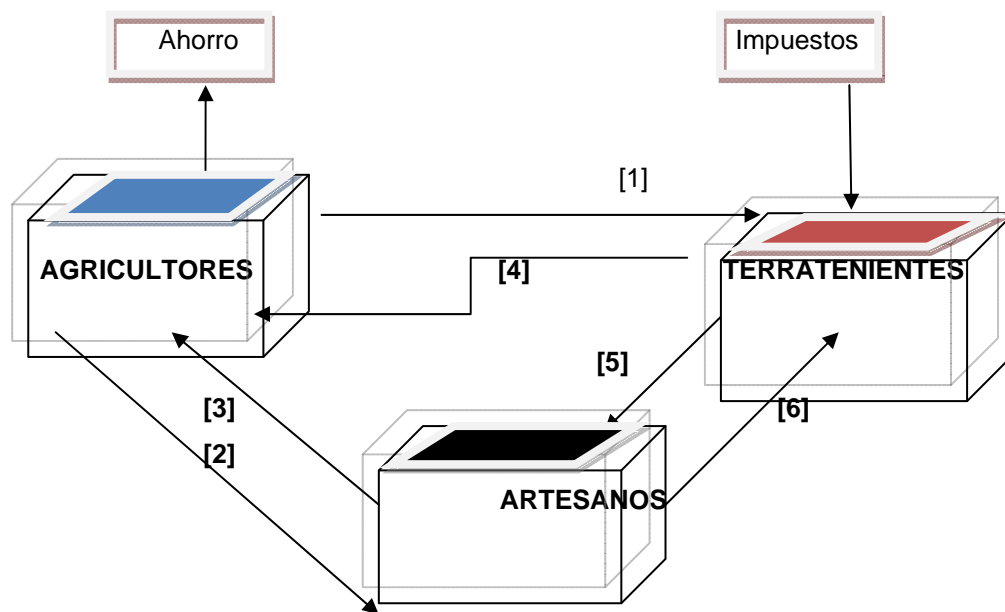 Ahorro
Impuestos
[1]
AGRICULTORES
[4]
TERRATENIENTES
[5]
[3]
[6]
[2]
ARTESANOS